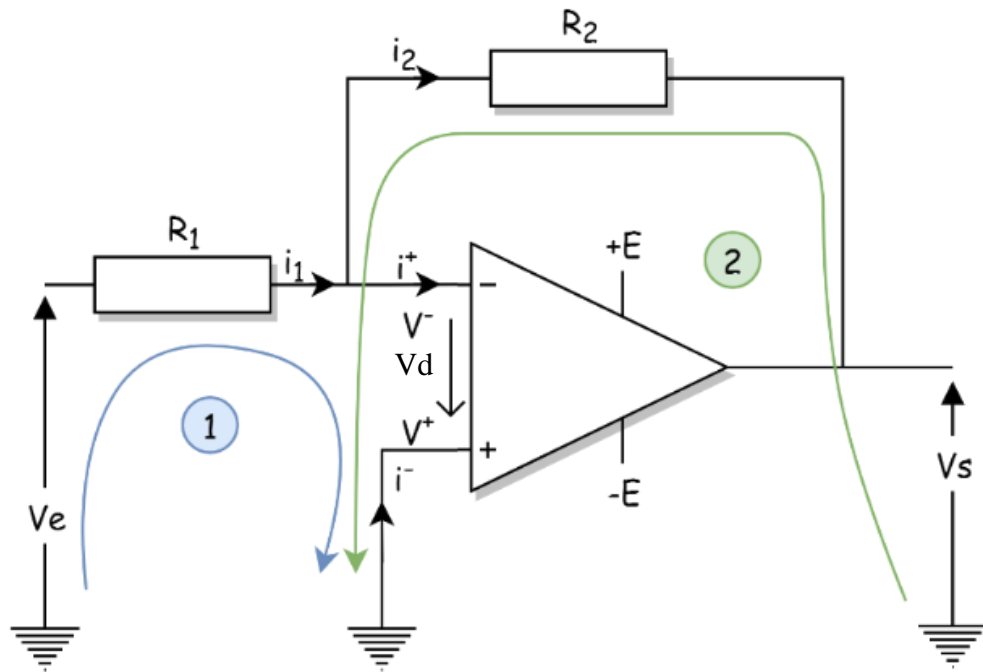 R₂
i₂
R₁
i₁
i⁺
+E
2
−
V⁻
Vd
1
V⁺
+
i⁻
-E
Ve
Vs